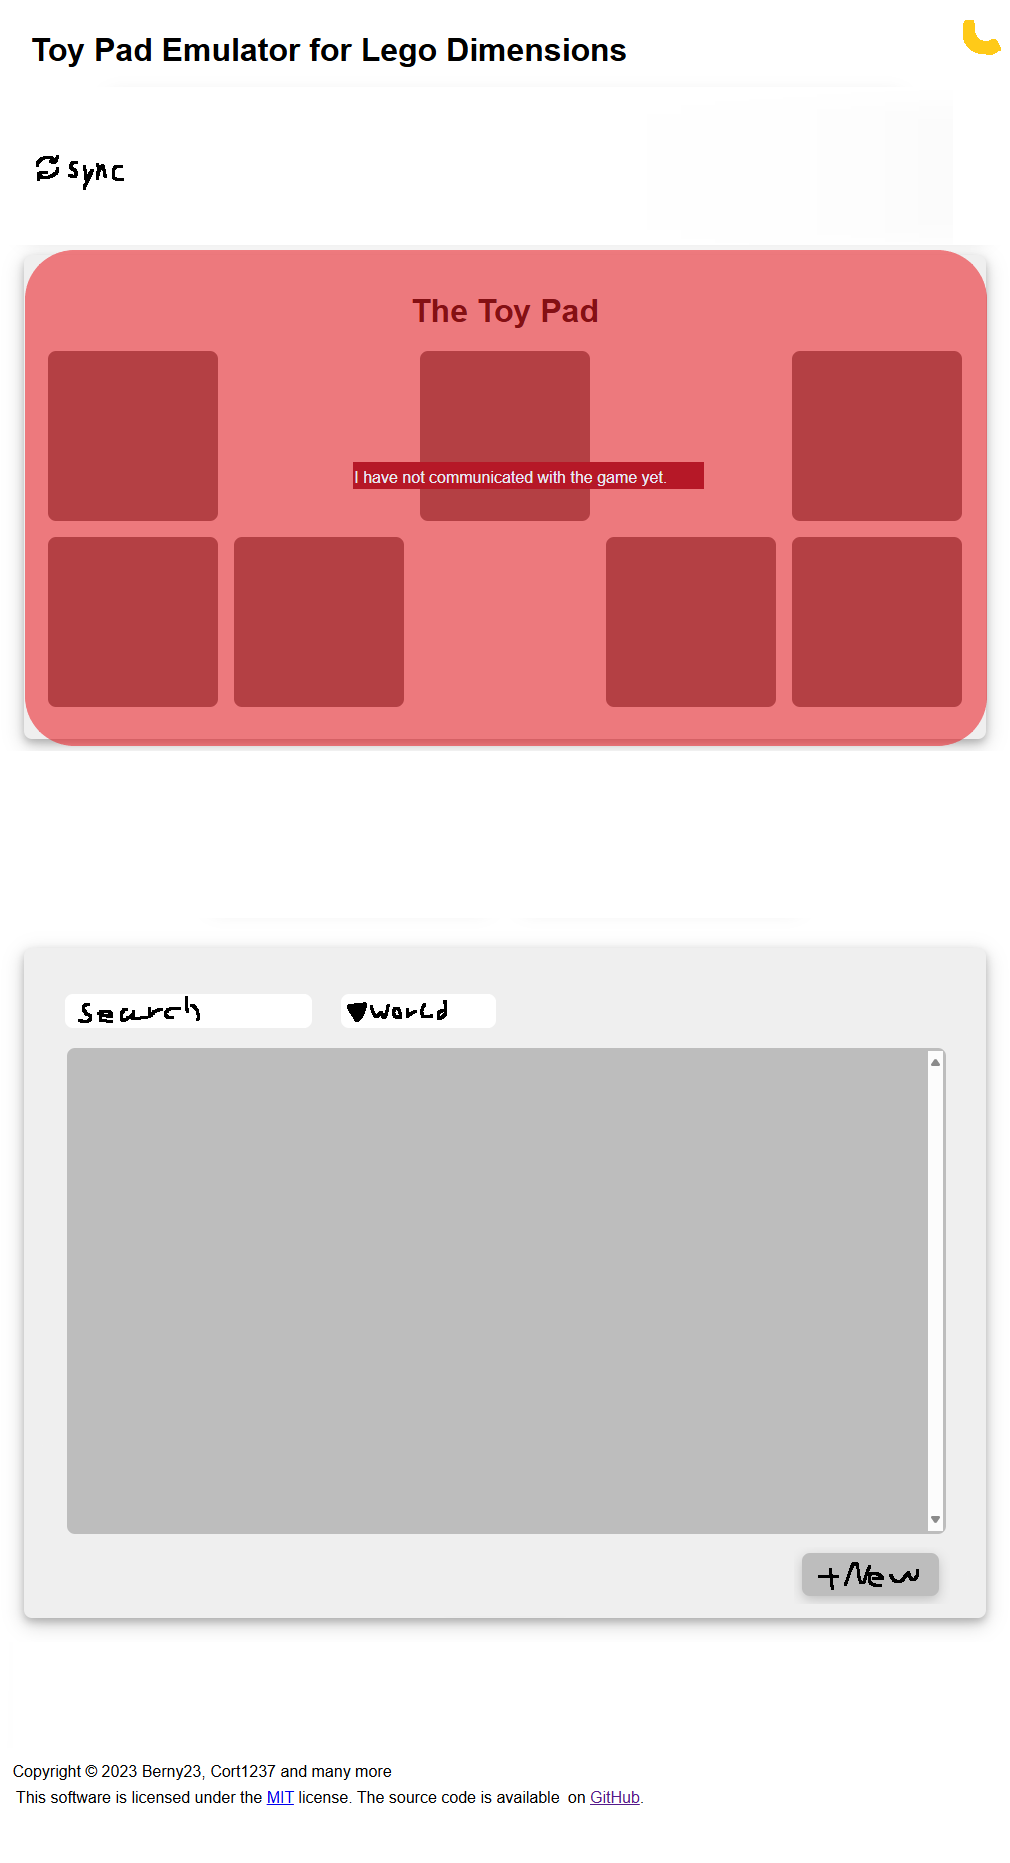 Toy Pad Emulator for Lego Dimensions
sync
The Toy Pad
I have not communicated with the game yet.
Search
World
+New
Copyright © 2023 Berny23, Cort1237 and many more
This software is licensed under the MIT license. The source code is available on GitHub.